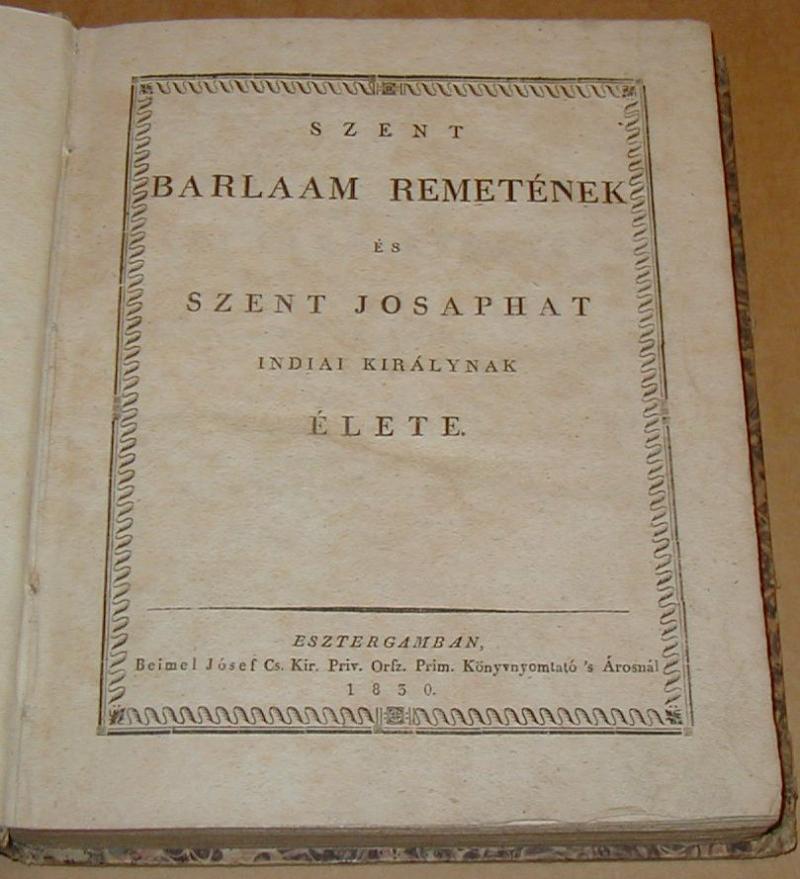 SZENT
BARLAAM REMETÉNEK
ÉS
SZENT JOSAPHAT
INDIAI KIRÁLYNAK
ÉLETE.
ESZTERGAMBAN,
Beimel Jósef Cs. Kir. Priv. Orſz. Prim. Könyvnyomtató 's Árosnál
1830.